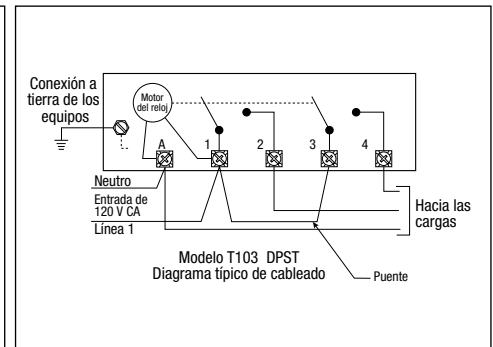 Conexión a
tierra de los
equipos
Motor
del reloj
A
1
2
3
4
Neutro
Entrada de
120 V CA
Línea 1
Hacia las
cargas
Modelo T103 DPST
Diagrama típico de cableado
Puente